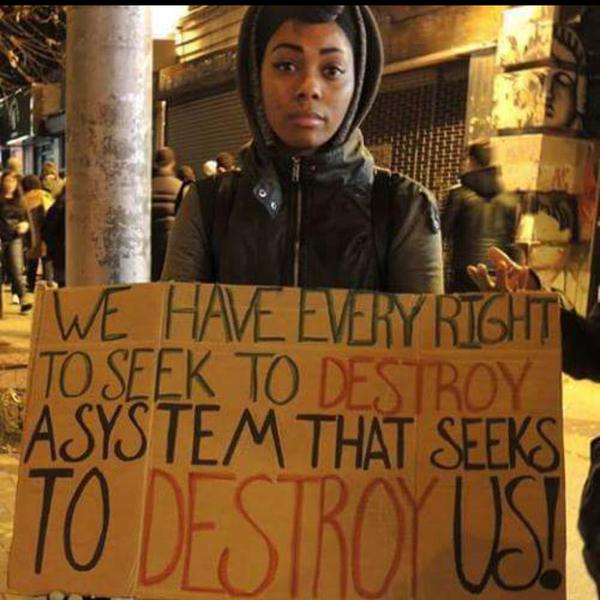 WE HAVE EVERY RIGHT
TO SEEK TO DESTROY
A SYSTEM THAT SEEKS
TO DESTROY US!